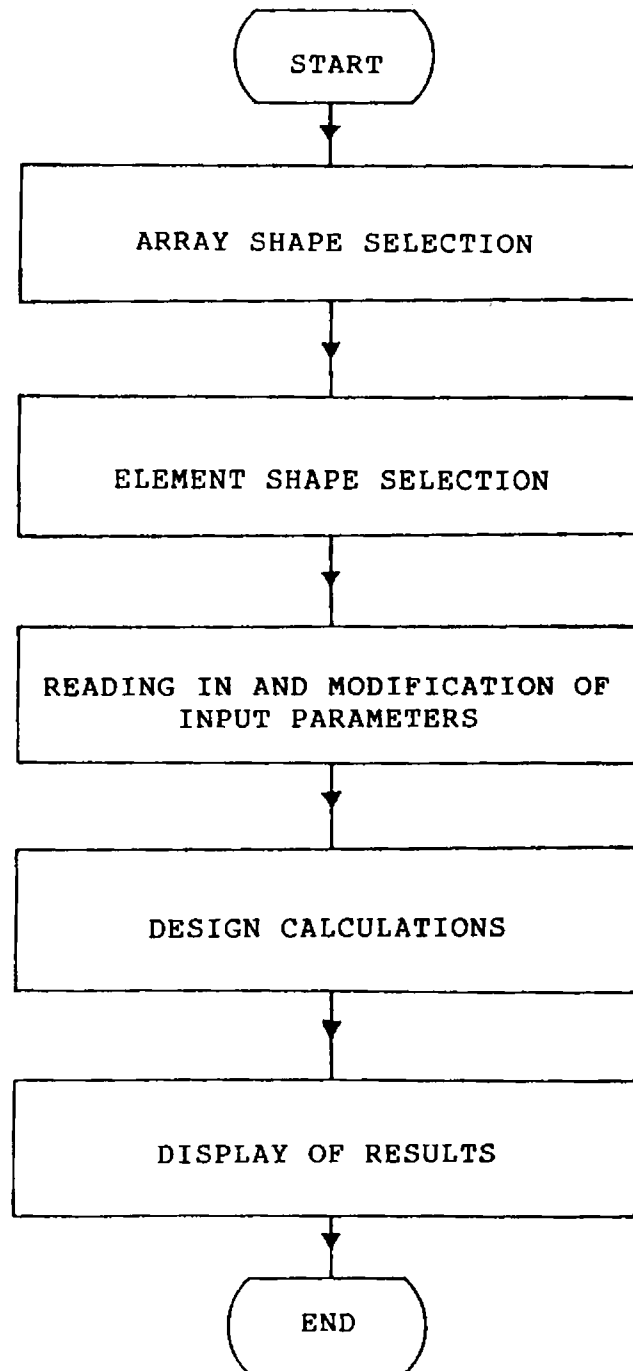 START
ARRAY SHAPE SELECTION
ELEMENT SHAPE SELECTION
READING IN AND MODIFICATION OF
INPUT PARAMETERS
DESIGN CALCULATIONS
DISPLAY OF RESULTS
END